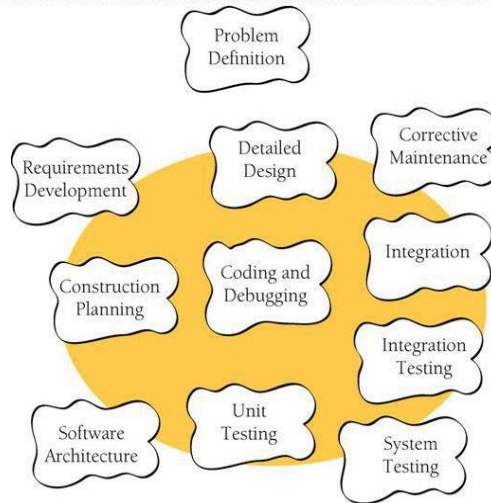 Problem
Definition
Detailed
Design
Corrective
Maintenance
Requirements
Development
Integration
Construction
Planning
Coding and
Debugging
Integration
Testing
Software
Architecture
Unit
Testing
System
Testing